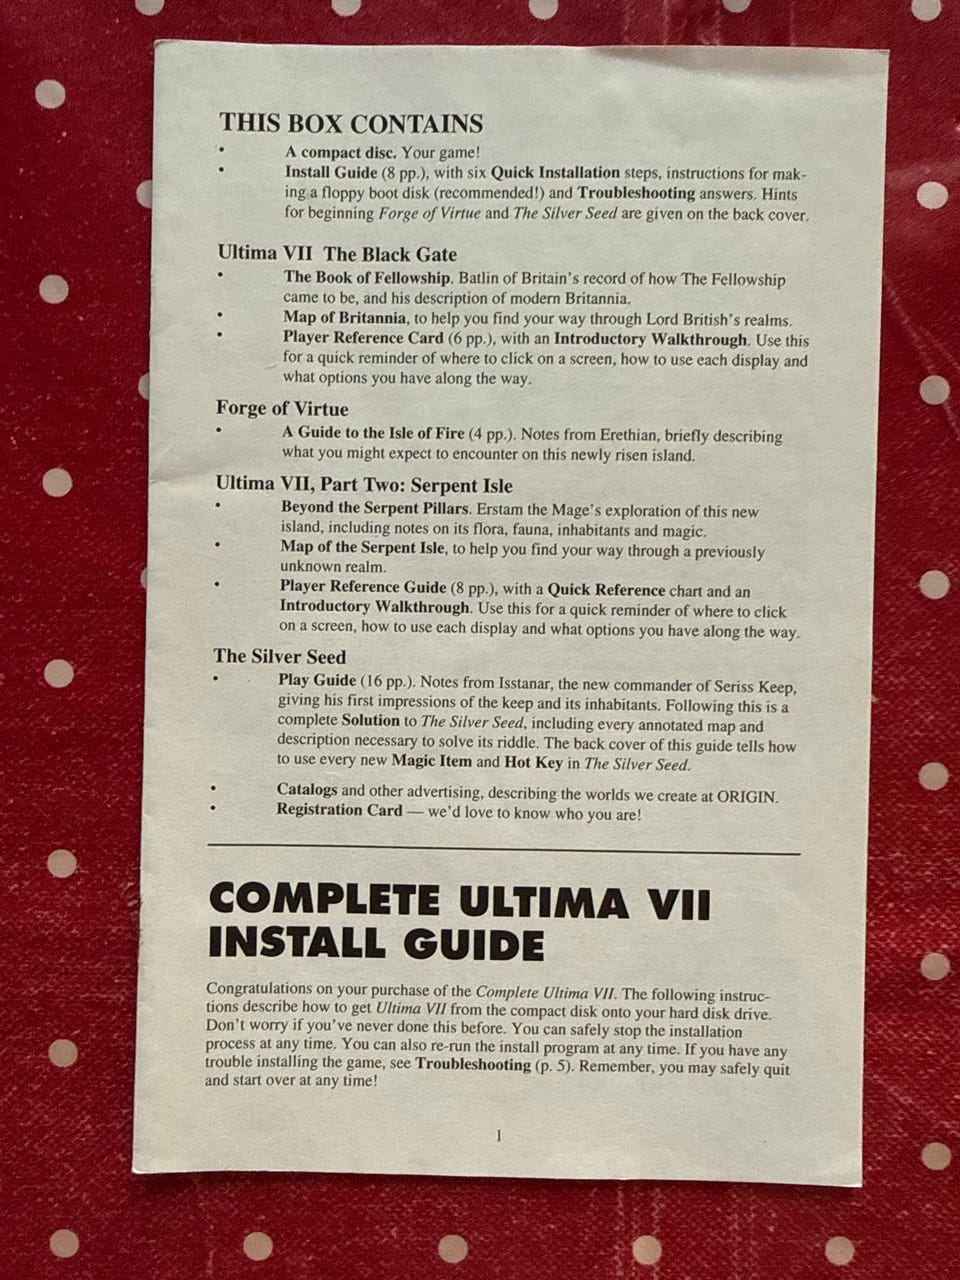 THIS BOX CONTAINS
• A compact disc. Your game!
• Install Guide (8 pp.), with six Quick Installation steps, instructions for mak-
ing a floppy boot disk (recommended!) and Troubleshooting answers. Hints
for beginning Forge of Virtue and The Silver Seed are given on the back cover.
Ultima VII The Black Gate
• The Book of Fellowship. Batlin of Britain's record of how The Fellowship
came to be, and his description of modern Britannia.
• Map of Britannia, to help you find your way through Lord British's realms.
• Player Reference Card (6 pp.), with an Introductory Walkthrough. Use this
for a quick reminder of where to click on a screen, how to use each display and
what options you have along the way.
Forge of Virtue
• A Guide to the Isle of Fire (4 pp.). Notes from Erethian, briefly describing
what you might expect to encounter on this newly risen island.
Ultima VII, Part Two: Serpent Isle
• Beyond the Serpent Pillars. Erstam the Mage's exploration of this new
island, including notes on its flora, fauna, inhabitants and magic.
• Map of the Serpent Isle, to help you find your way through a previously
unknown realm.
• Player Reference Guide (8 pp.), with a Quick Reference chart and an
Introductory Walkthrough. Use this for a quick reminder of where to click
on a screen, how to use each display and what options you have along the way.
The Silver Seed
• Play Guide (16 pp.). Notes from Isstanar, the new commander of Seriss Keep,
giving his first impressions of the keep and its inhabitants. Following this is a
complete Solution to The Silver Seed, including every annotated map and
description necessary to solve its riddle. The back cover of this guide tells how
to use every new Magic Item and Hot Key in The Silver Seed.
• Catalogs and other advertising, describing the worlds we create at ORIGIN.
• Registration Card — we'd love to know who you are!
COMPLETE ULTIMA VII
INSTALL GUIDE
Congratulations on your purchase of the Complete Ultima VII. The following instruc-
tions describe how to get Ultima VII from the compact disk onto your hard disk drive.
Don't worry if you've never done this before. You can safely stop the installation
process at any time. You can also re-run the install program at any time. If you have any
trouble installing the game, see Troubleshooting (p. 5). Remember, you may safely quit
and start over at any time!
1